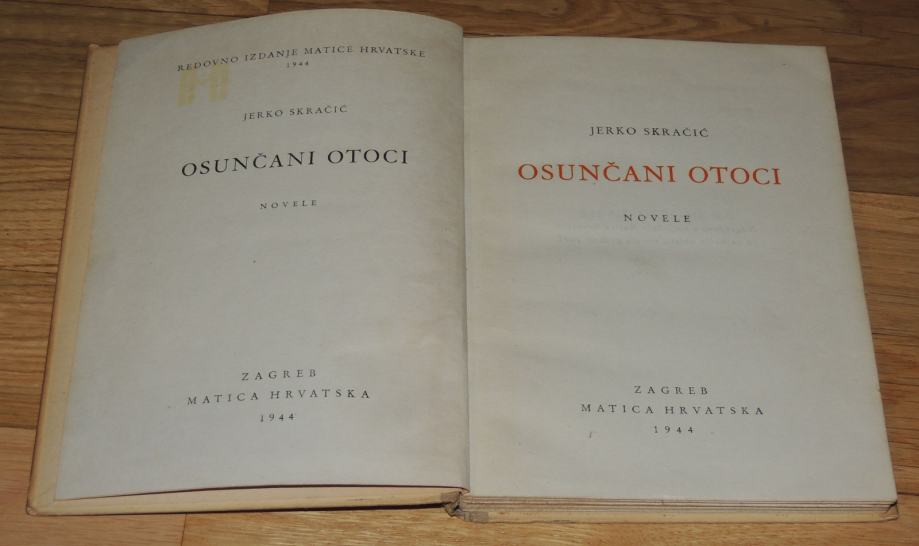 REDOVNO IZDANJE MATICE HRVATSKE
1944
JERKO SKRAČIĆ
OSUNČANI OTOCI
NOVELE
ZAGREB
MATICA HRVATSKA
1944
JERKO SKRAČIĆ
OSUNČANI OTOCI
NOVELE
ZAGREB
MATICA HRVATSKA
1944